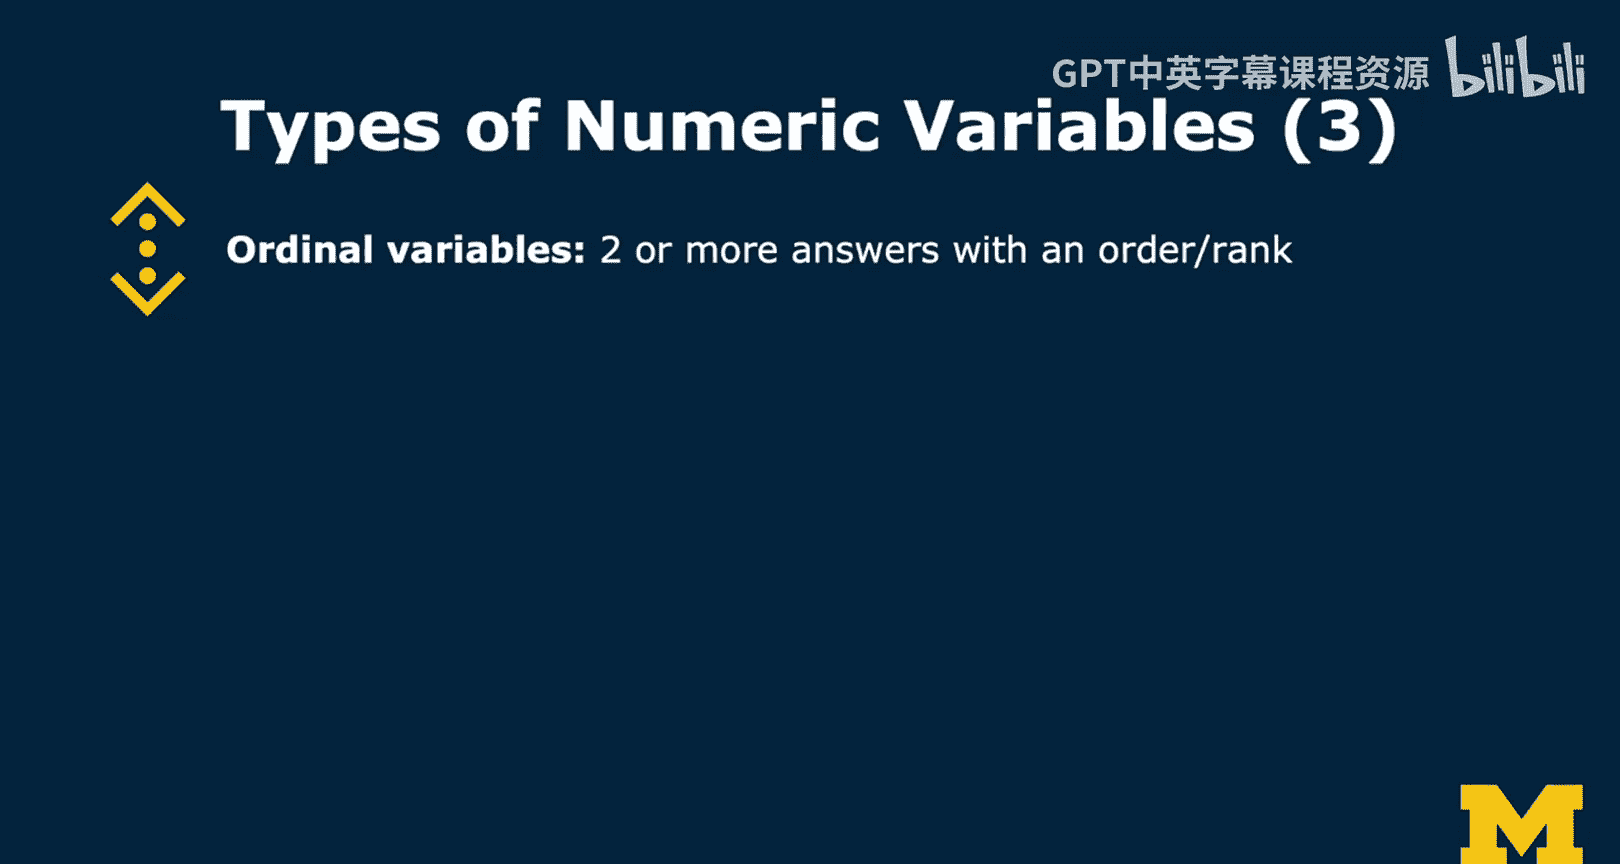 GPT中英字幕课程资源 bilibili
Types of Numeric Variables (3)
Ordinal variables: 2 or more answers with an order/rank
M